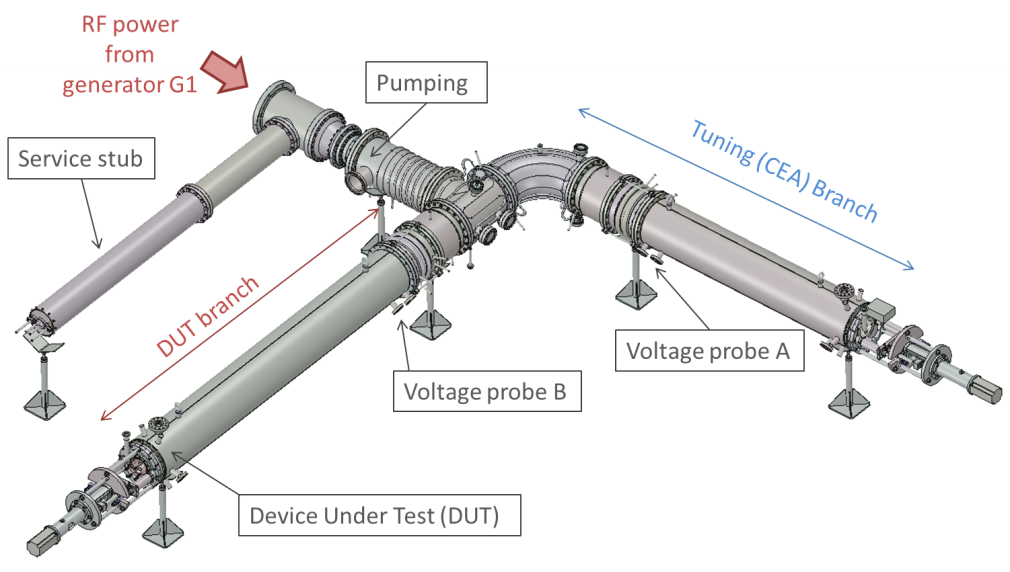 RF power
from
generator G1
Pumping
Service stub
Tuning (CEA) Branch
DUT branch
Voltage probe A
Voltage probe B
Device Under Test (DUT)